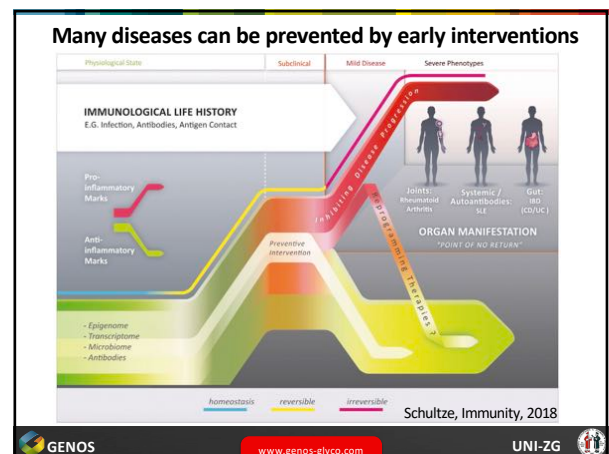 Many diseases can be prevented by early interventions
Physiological State
Subclinical
Mild Disease
Severe Phenotypes
IMMUNOLOGICAL LIFE HISTORY
E.G. Infection, Antibodies, Antigen Contact
Pro-
inflammatory
Marks
Anti-
inflammatory
Marks
Inhibiting Disease Progression
Joints:
Rheumatoid
Arthritis
Systemic /
Autoantibodies:
SLE
Gut:
IBD
(CD/UC)
ORGAN MANIFESTATION
"POINT OF NO RETURN"
Preventive
Intervention
Reprogramming Therapies ?
- Epigenome
- Transcriptome
- Microbiome
- Antibodies
homeostasis
reversible
irreversible
Schultze, Immunity, 2018
GENOS
www.genos-glyco.com
UNI-ZG